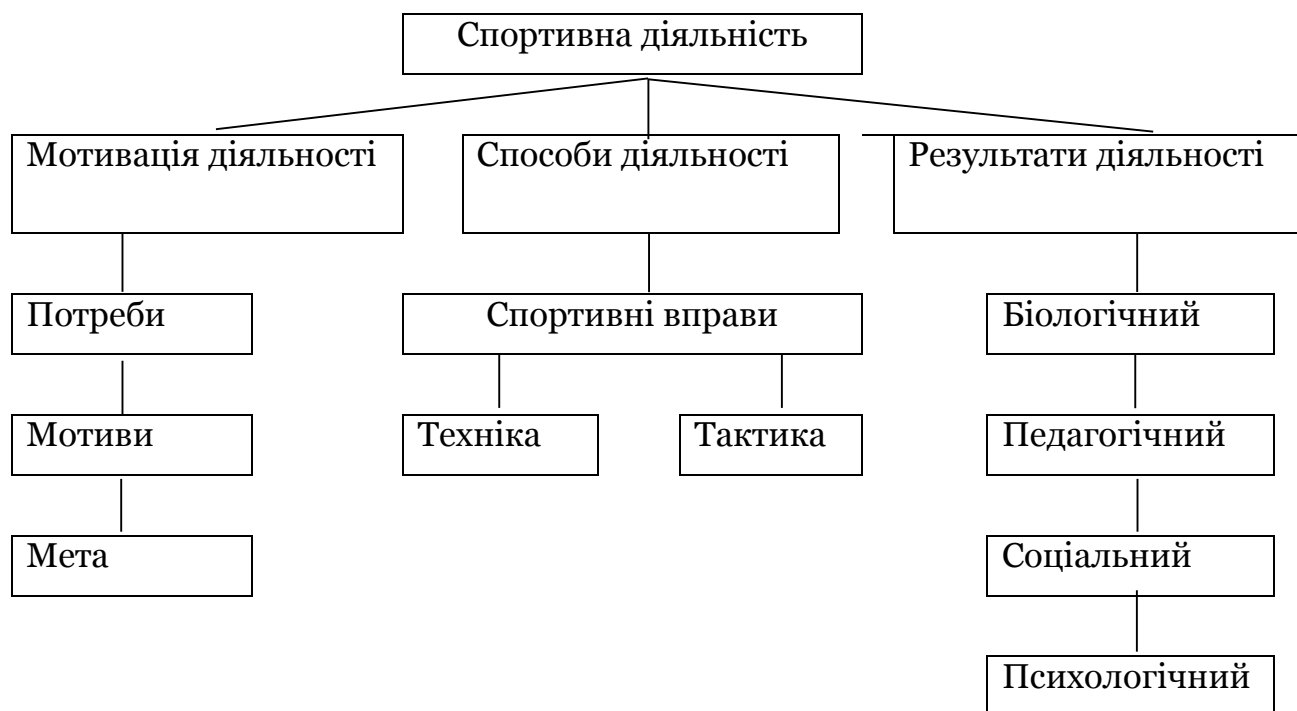 Спортивна діяльність
Мотивація діяльності
Способи діяльності
Результати діяльності
Потреби
Спортивні вправи
Біологічний
Мотиви
Техніка
Тактика
Педагогічний
Мета
Соціальний
Психологічний